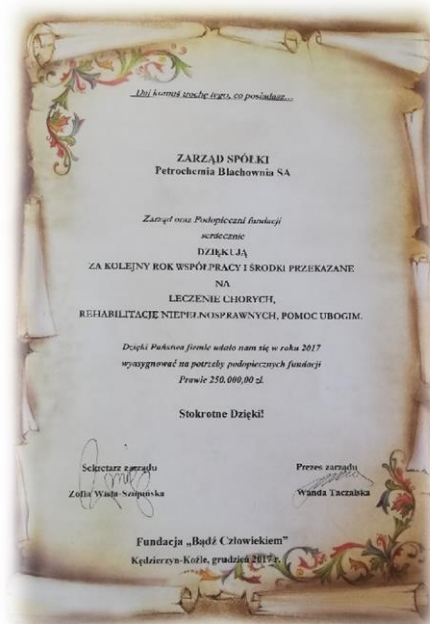 Daj komuś trochę tego, co posiadasz...
ZARZĄD SPÓŁKI
Petrochemia Blachownia SA
Zarząd oraz Podopieczni fundacji
serdecznie
DZIĘKUJĄ
ZA KOLEJNY ROK WSPÓŁPRACY I ŚRODKI PRZEKAZANE
NA
LECZENIE CHORYCH,
REHABILITACJĘ NIEPEŁNOSPRAWNYCH, POMOC UBOGIM.
Dzięki Państwa firmie udało nam się w roku 2017
wyasygnować na potrzeby podopiecznych fundacji
Prawie 250.000,00 zł.
Stokrotne Dzięki!
Sekretarz zarządu
Zofia
Prezes zarządu
Wanda Taczalska
Fundacja „Bądź Człowiekiem”
Kędzierzyn-Koźle, grudzień 2017 r.